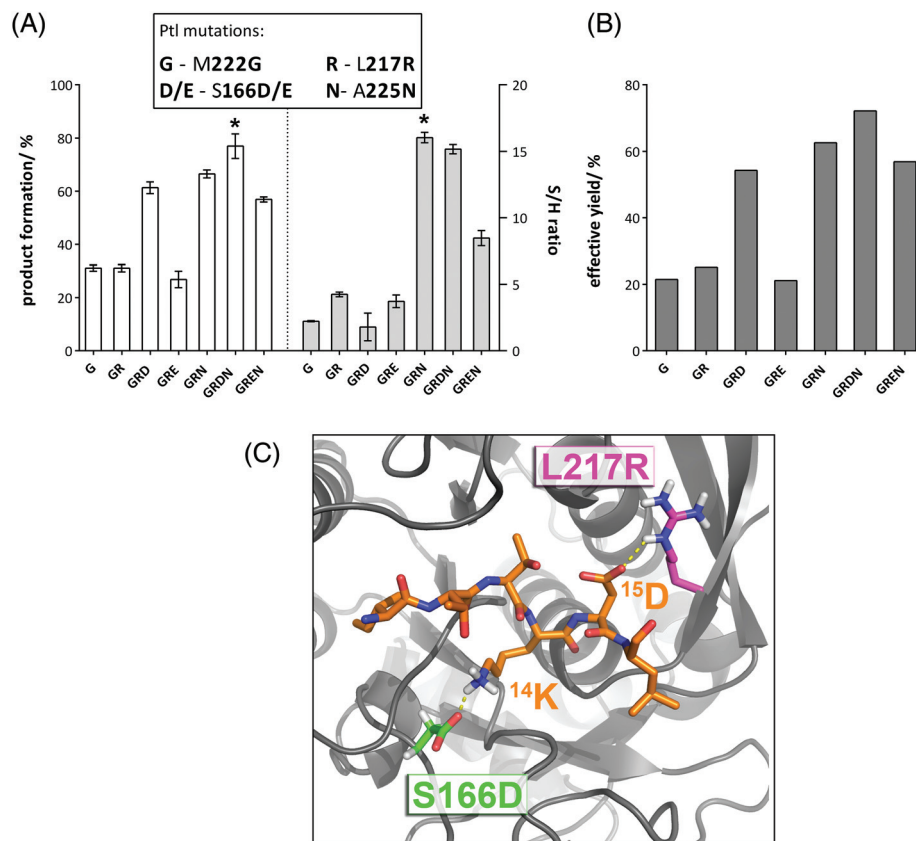 (A)
Ptl mutations:
G - M222G R - L217R
D/E - S166D/E N- A225N
product formation/ %
100
80
60
40
20
0
*
G
GR
GRD
GRE
GRN
GRDN
GREN
*
G
GR
GRD
GRE
GRN
GRDN
GREN
20
15
10
5
0
S/H ratio
(B)
effective yield/ %
80
60
40
20
0
G
GR
GRD
GRE
GRN
GRDN
GREN
(C)
L217R
15D
14K
S166D